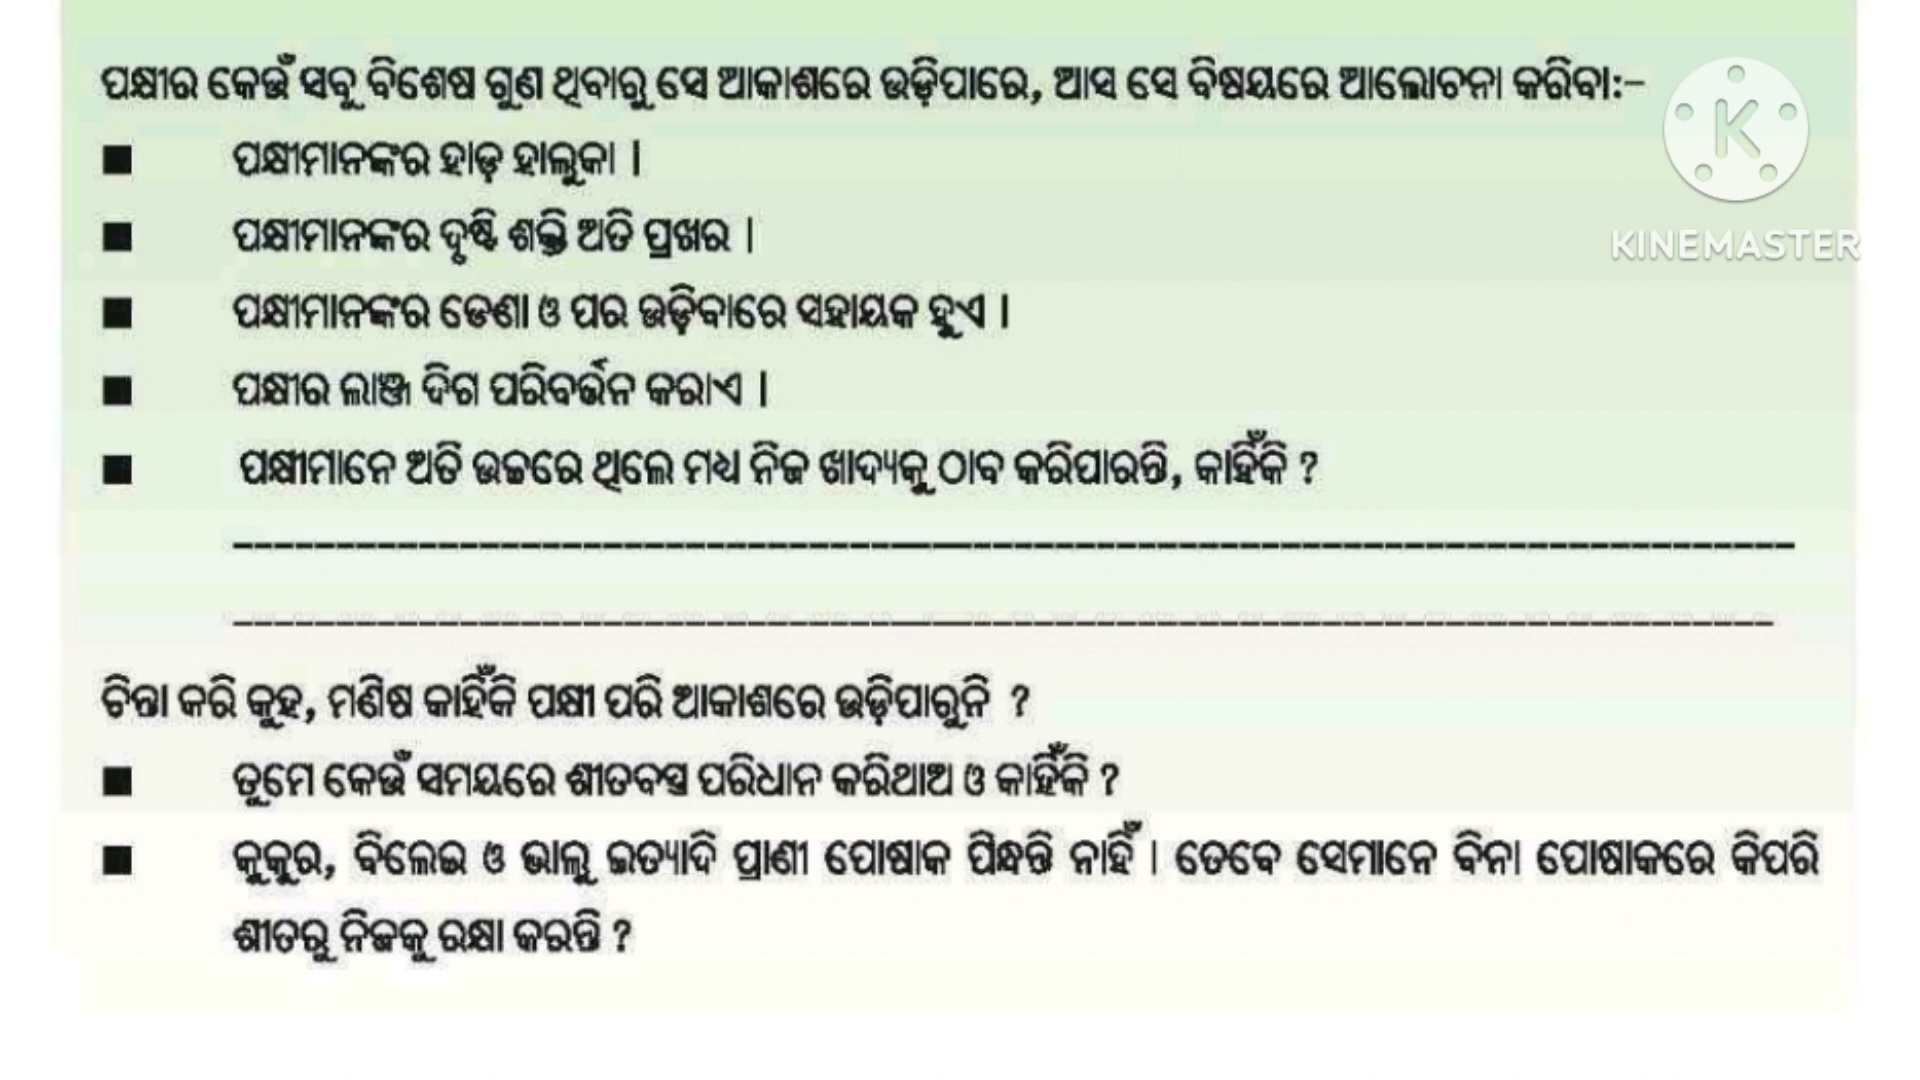 ପକ୍ଷୀର କେଉଁ ସବୁ ବିଶେଷ ଗୁଣ ଥିବାରୁ ସେ ଆକାଶରେ ଉଡ଼ିପାରେ, ଆସ ସେ ବିଷୟରେ ଆଲୋଚନା କରିବା:-
■ ପକ୍ଷୀମାନଙ୍କର ହାଡ଼ ହାଲୁକା ।
■ ପକ୍ଷୀମାନଙ୍କର ଦୃଷ୍ଟି ଶକ୍ତି ଅତି ପ୍ରଖର ।
KINEMASTER
■ ପକ୍ଷୀମାନଙ୍କର ଡେଣା ଓ ପର ଉଡ଼ିବାରେ ସହାୟକ ହୁଏ ।
■ ପକ୍ଷୀର ଲାଞ୍ଜ ଦିଗ ପରିବର୍ତ୍ତନ କରାଏ ।
■ ପକ୍ଷୀମାନେ ଅତି ଉଚ୍ଚରେ ଥିଲେ ମଧ୍ୟ ନିଜ ଖାଦ୍ୟକୁ ଠାବ କରିପାରନ୍ତି, କାହିଁକି ?
ଚିନ୍ତା କରି କୁହ, ମଣିଷ କାହିଁକି ପକ୍ଷୀ ପରି ଆକାଶରେ ଉଡ଼ିପାରୁନି ?
■ ତୁମେ କେଉଁ ସମୟରେ ଶୀତବସ୍ତ୍ର ପରିଧାନ କରିଥାଅ ଓ କାହିଁକି ?
■ କୁକୁର, ବିଲେଇ ଓ ଭାଲୁ ଇତ୍ୟାଦି ପ୍ରାଣୀ ପୋଷାକ ପିନ୍ଧନ୍ତି ନାହିଁ । ତେବେ ସେମାନେ ବିନା ପୋଷାକରେ କିପରି
ଶୀତରୁ ନିଜକୁ ରକ୍ଷା କରନ୍ତି ?